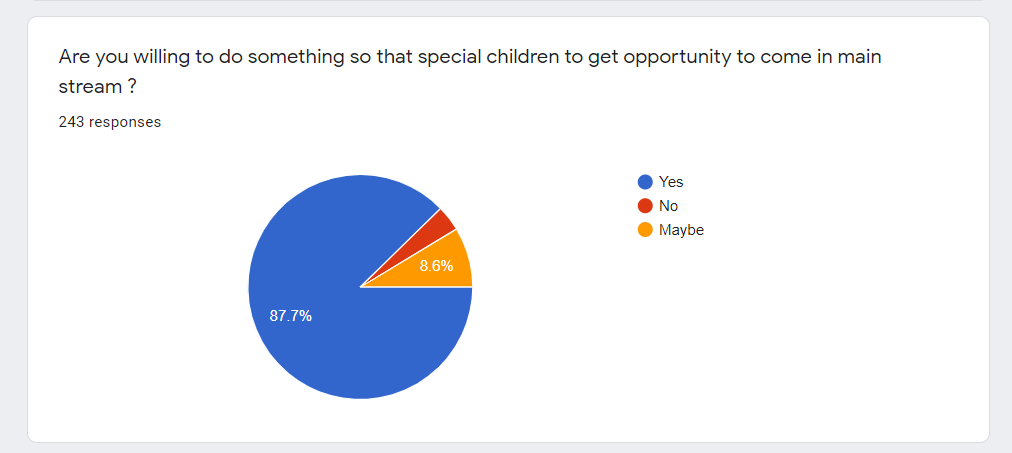 Are you willing to do something so that special children to get opportunity to come in main
stream ?
243 responses
Yes
No
Maybe
8.6%
87.7%